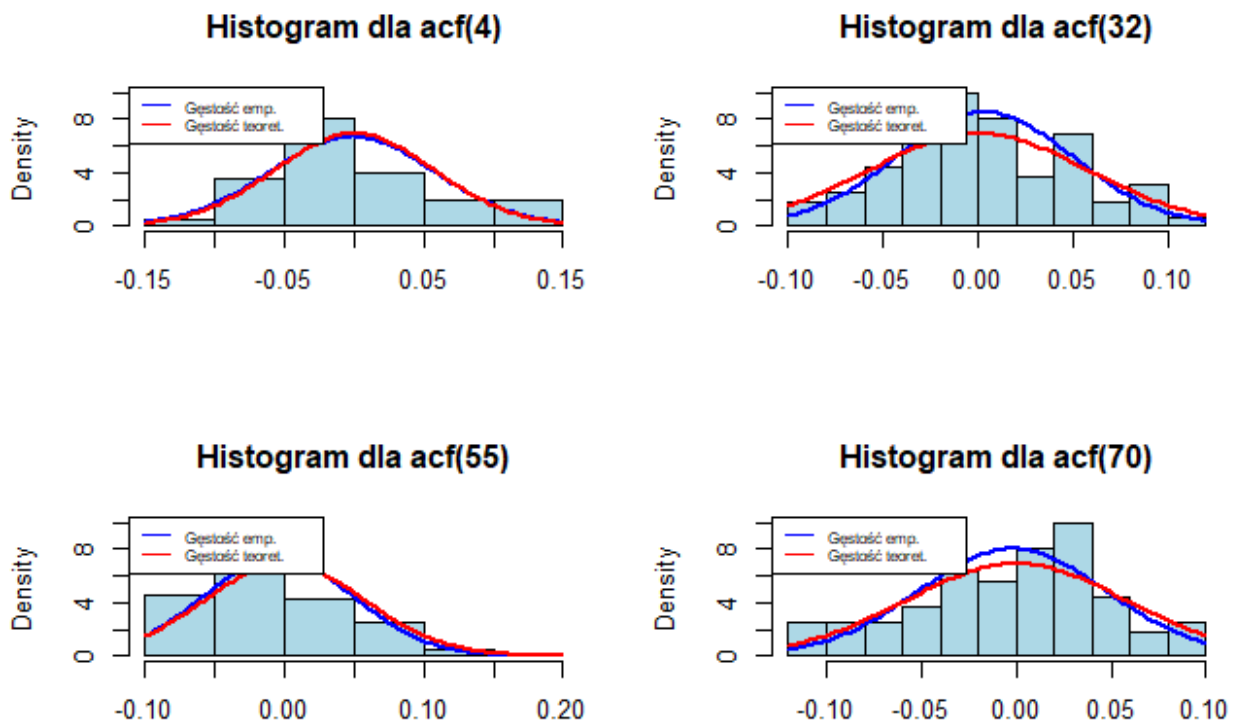 Histogram dla acf(4)
Density
8
4
0
Gęstość emp.
Gęstość teoret.
-0.15 -0.05 0.05 0.15
Histogram dla acf(32)
Density
8
4
0
Gęstość emp.
Gęstość teoret.
-0.10 -0.05 0.00 0.05 0.10
Histogram dla acf(55)
Density
8
4
0
Gęstość emp.
Gęstość teoret.
-0.10 0.00 0.10 0.20
Histogram dla acf(70)
Density
8
4
0
Gęstość emp.
Gęstość teoret.
-0.10 -0.05 0.00 0.05 0.10